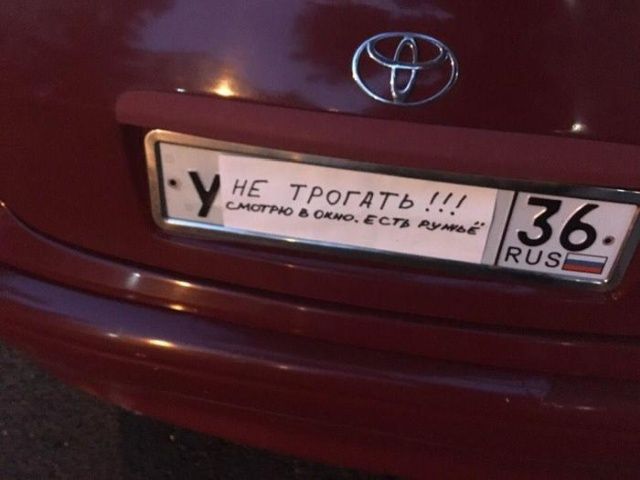 У НЕ ТРОГАТЬ!!! 36
СМОТРЮ В ОКНО. ЕСТЬ РУЖЬЁ RUS